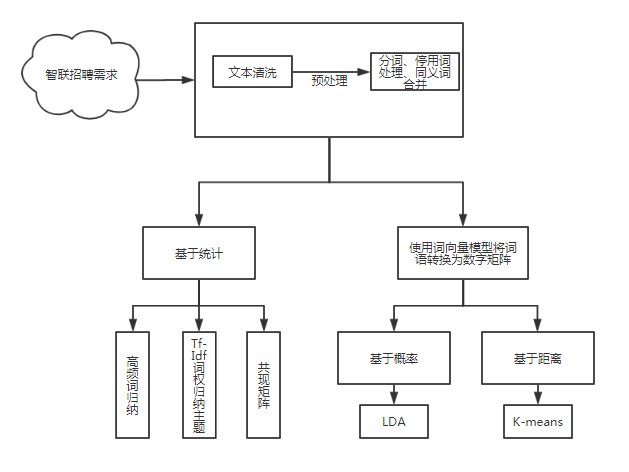 智联招聘需求
文本清洗
预处理
分词、停用词
处理、同义词
合并
基于统计
使用词向量模型将词
语转换为数字矩阵
高频词归纳
Tf-
Idf
词权归纳主题
共现矩阵
基于概率
基于距离
LDA
K-means